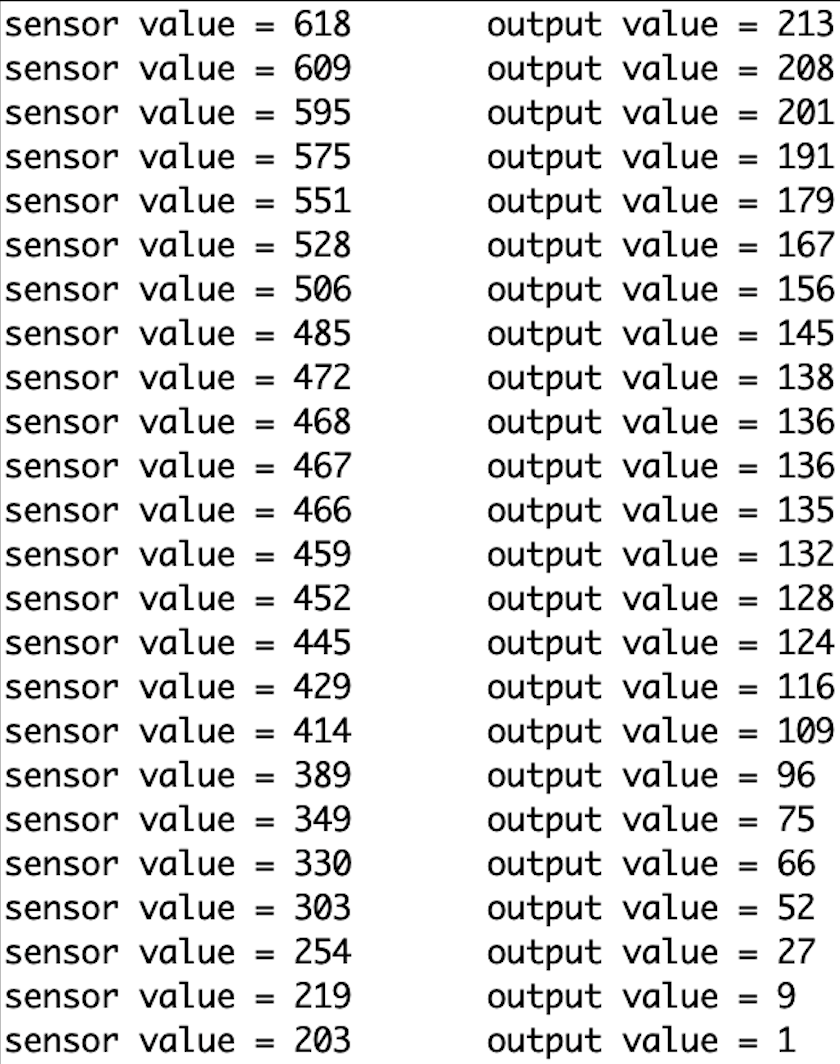 sensor value = 618 output value = 213
sensor value = 609 output value = 208
sensor value = 595 output value = 201
sensor value = 575 output value = 191
sensor value = 551 output value = 179
sensor value = 528 output value = 167
sensor value = 506 output value = 156
sensor value = 485 output value = 145
sensor value = 472 output value = 138
sensor value = 468 output value = 136
sensor value = 467 output value = 136
sensor value = 466 output value = 135
sensor value = 459 output value = 132
sensor value = 452 output value = 128
sensor value = 445 output value = 124
sensor value = 429 output value = 116
sensor value = 414 output value = 109
sensor value = 389 output value = 96
sensor value = 349 output value = 75
sensor value = 330 output value = 66
sensor value = 303 output value = 52
sensor value = 254 output value = 27
sensor value = 219 output value = 9
sensor value = 203 output value = 1